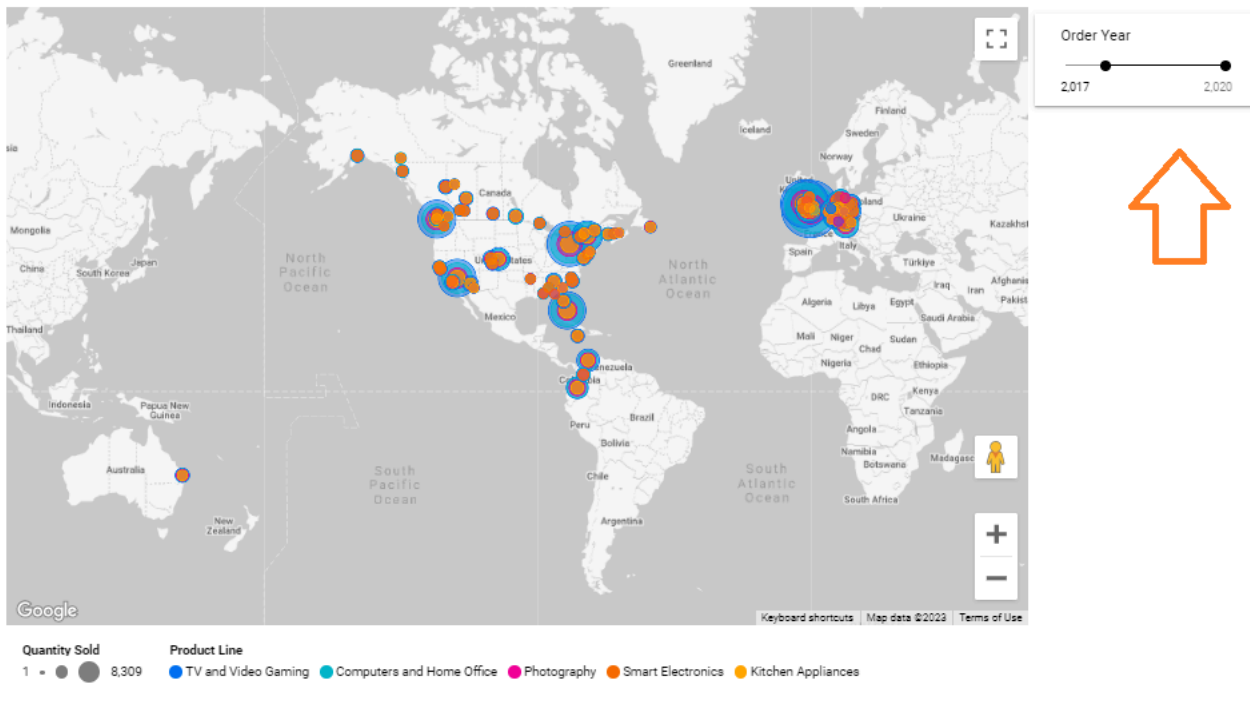 Order Year
2,017 2,020
Greenland
Iceland
Finland
Sweden
Norway
Canada
Ukraine
Mongolia
Kazakhst
Italy
Spain
Türkiye
China
South Korea
Japan
North
Pacific
Ocean
North
Atlantic
Ocean
Iraq
Iran
Afghanis
Pakist
Algeria
Libya
Egypt
Saudi Arabia
Mexico
Thailand
Mali
Niger
Sudan
Chad
Nigeria
Ethiopia
Indonesia
Papua New
Guinea
Brazil
DRC
Kenya
Tanzania
Peru
Bolivia
Angola
Namibia
Botswana
Madagasc
Australia
South
Pacific
Ocean
Chile
South
Atlantic
Ocean
South Africa
New
Zealand
Argentina
Google
Keyboard shortcuts Map data ©2023 Terms of Use
Quantity Sold Product Line
1 8,309 TV and Video Gaming Computers and Home Office Photography Smart Electronics Kitchen Appliances